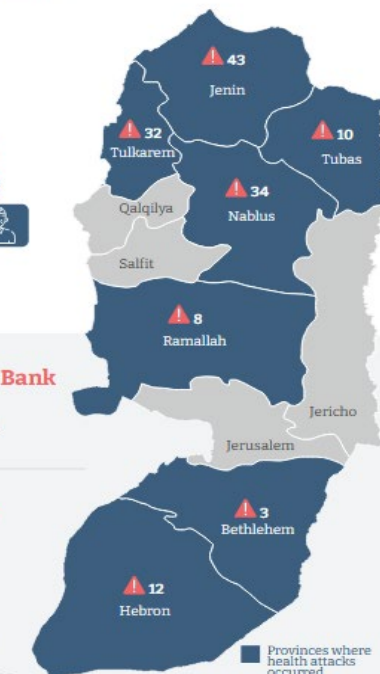 43
Jenin
32
Tulkarem
10
Tubas
Qalqilya
34
Nablus
Salfit
8
Ramallah
Bank
Jericho
Jerusalem
3
Bethlehem
12
Hebron
Provinces where
health attacks
occurred